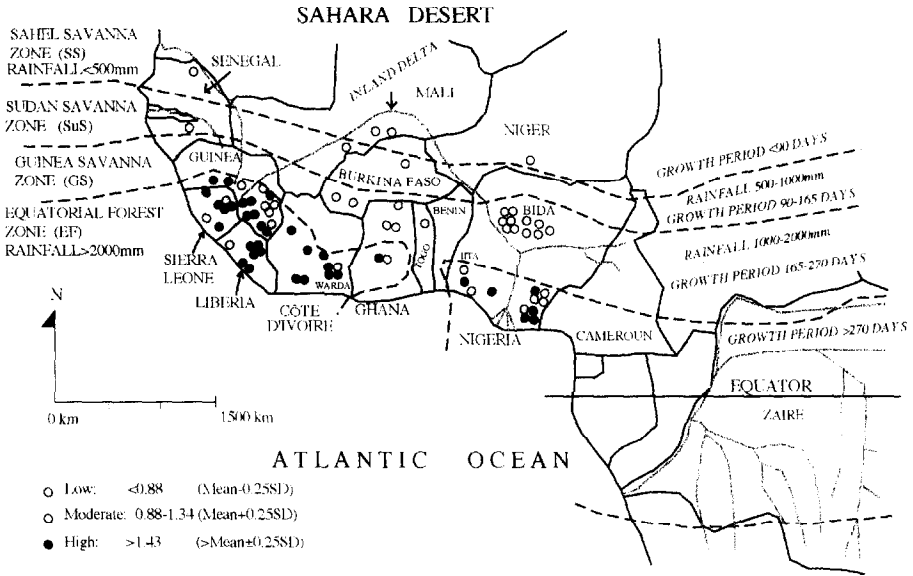 SAHARA DESERT
SAHEL SAVANNA
ZONE (SS)
RAINFALL<500mm
SENEGAL
INLAND DELTA
MALI
SUDAN SAVANNA
ZONE (SuS)
NIGER
GROWTH PERIOD <90 DAYS
GUINEA SAVANNA
ZONE (GS)
GUINEA
BURKINA FASO
RAINFALL 500-1000mm
BENIN
BIDA
GROWTH PERIOD 90-165 DAYS
EQUATORIAL FOREST
ZONE (EF)
RAINFALL>2000mm
RAINFALL 1000-2000mm
SIERRA
LEONE
TOGO
IITA
GROWTH PERIOD 165-270 DAYS
WARDA
LIBERIA
CÔTE
D'IVOIRE
GHANA
NIGERIA
CAMEROUN
GROWTH PERIOD >270 DAYS
N
EQUATOR
ZAIRE
0 km
1500 km
ATLANTIC OCEAN
Low: <0.88 (Mean-0.25SD)
Moderate: 0.88-1.34 (Mean+0.25SD)
High: >1.43 (>Mean±0.25SD)